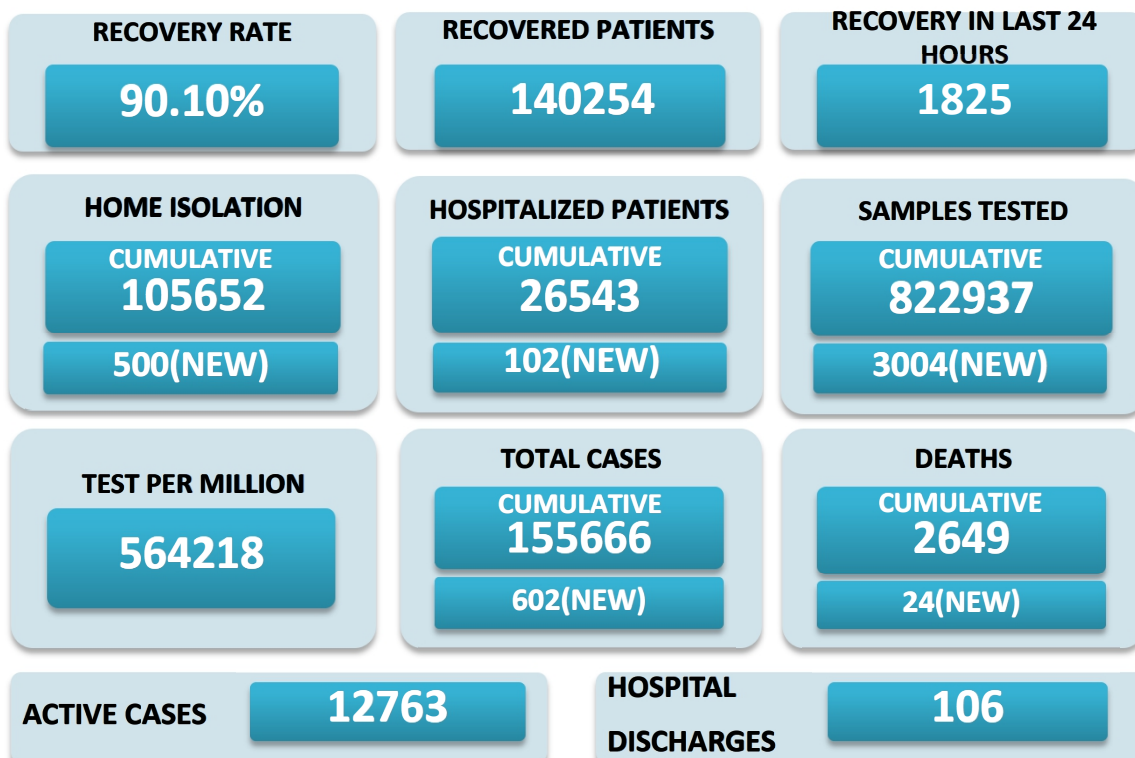 RECOVERY RATE
90.10%
RECOVERED PATIENTS
140254
RECOVERY IN LAST 24
HOURS
1825
HOME ISOLATION
CUMULATIVE
105652
500(NEW)
HOSPITALIZED PATIENTS
CUMULATIVE
26543
102(NEW)
SAMPLES TESTED
CUMULATIVE
822937
3004(NEW)
TEST PER MILLION
564218
TOTAL CASES
CUMULATIVE
155666
602(NEW)
DEATHS
CUMULATIVE
2649
24(NEW)
ACTIVE CASES
12763
HOSPITAL
DISCHARGES
106